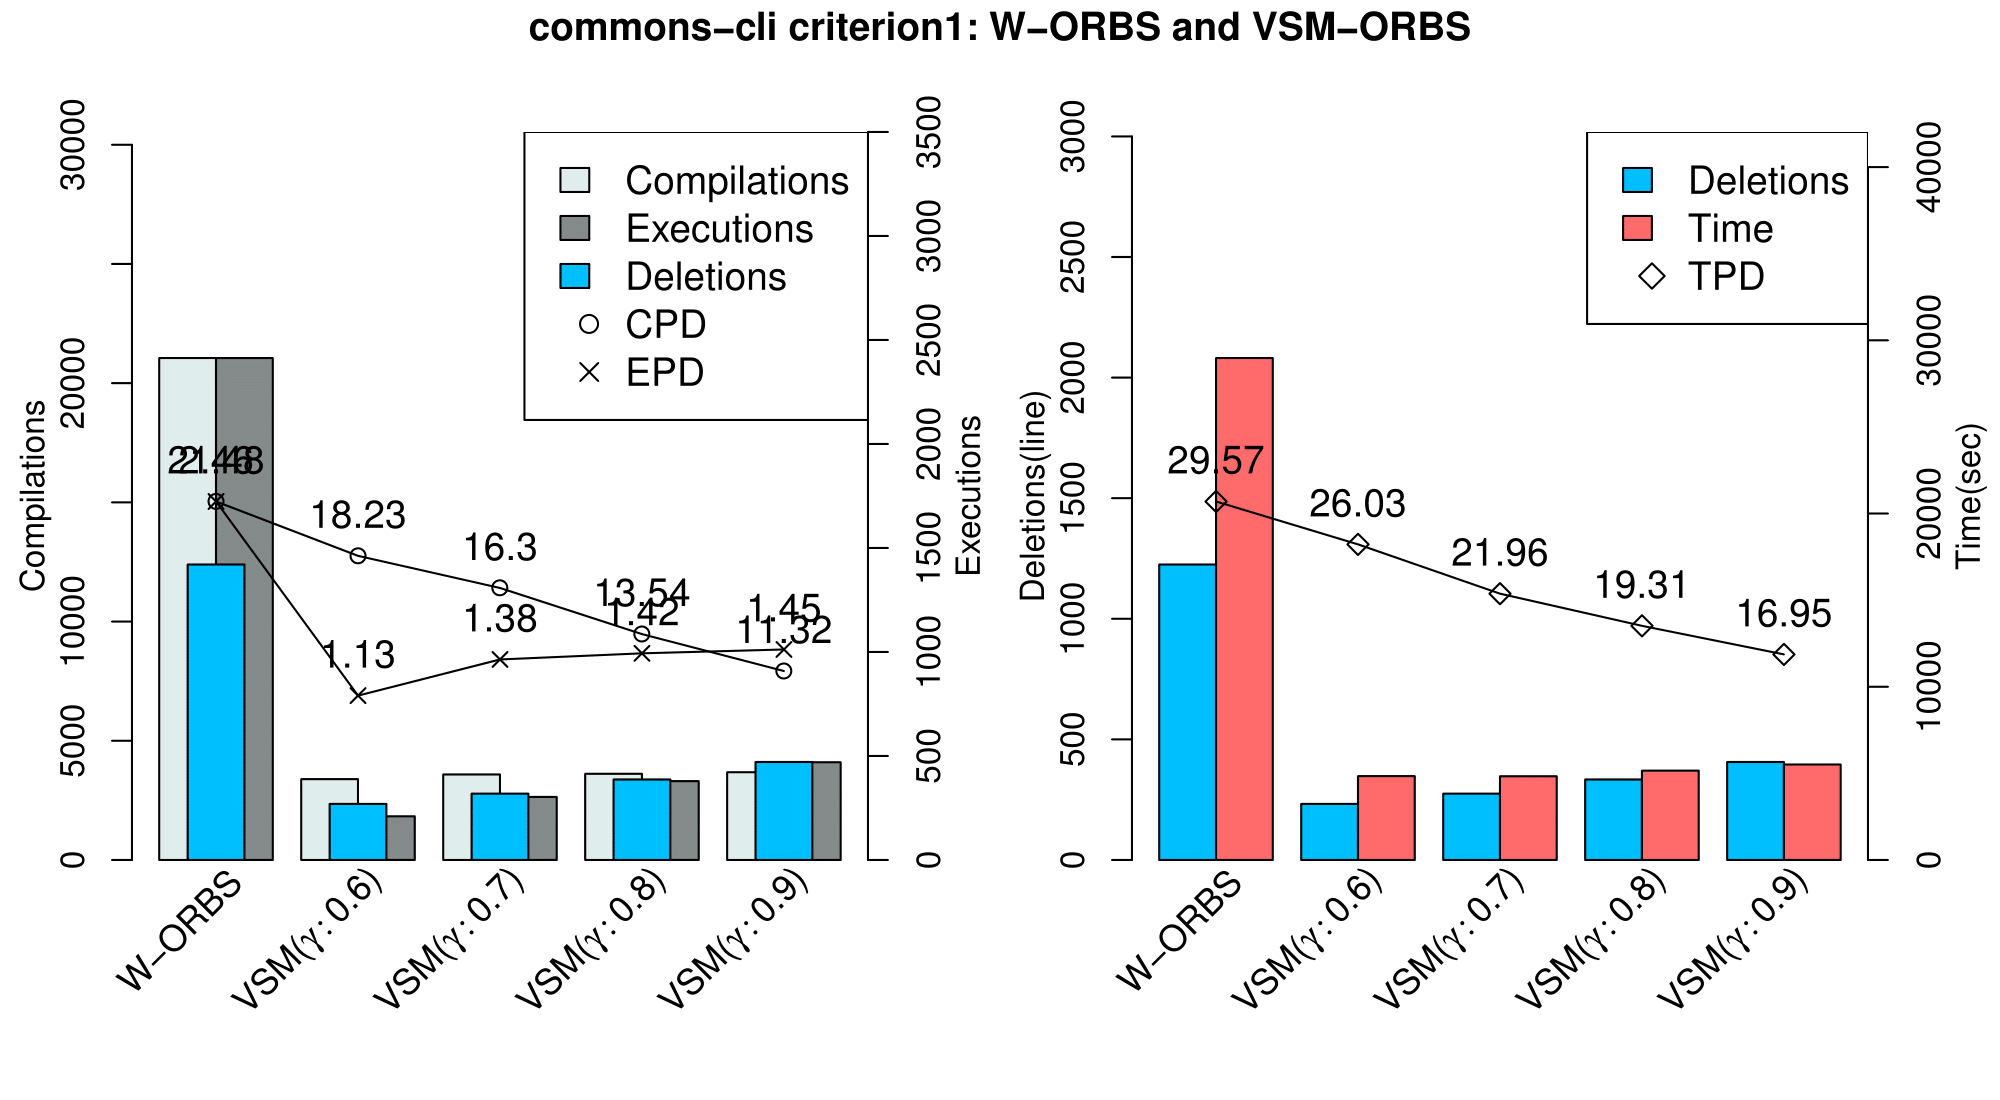 commons−cli criterion1: W−ORBS and VSM−ORBS
Compilations
0
5000
10000
20000
30000
Compilations
Executions
Deletions
CPD
EPD
18.23
16.3
13.54
11.32
1.13
1.38
1.42
1.45
0
500
1000
1500
2000
2500
3000
3500
Executions
W−ORBS
VSM(γ: 0.6)
VSM(γ: 0.7)
VSM(γ: 0.8)
VSM(γ: 0.9)
Deletions(line)
0
500
1000
1500
2000
2500
3000
Deletions
Time
TPD
29.57
26.03
21.96
19.31
16.95
0
10000
20000
30000
40000
Time(sec)
W−ORBS
VSM(γ: 0.6)
VSM(γ: 0.7)
VSM(γ: 0.8)
VSM(γ: 0.9)